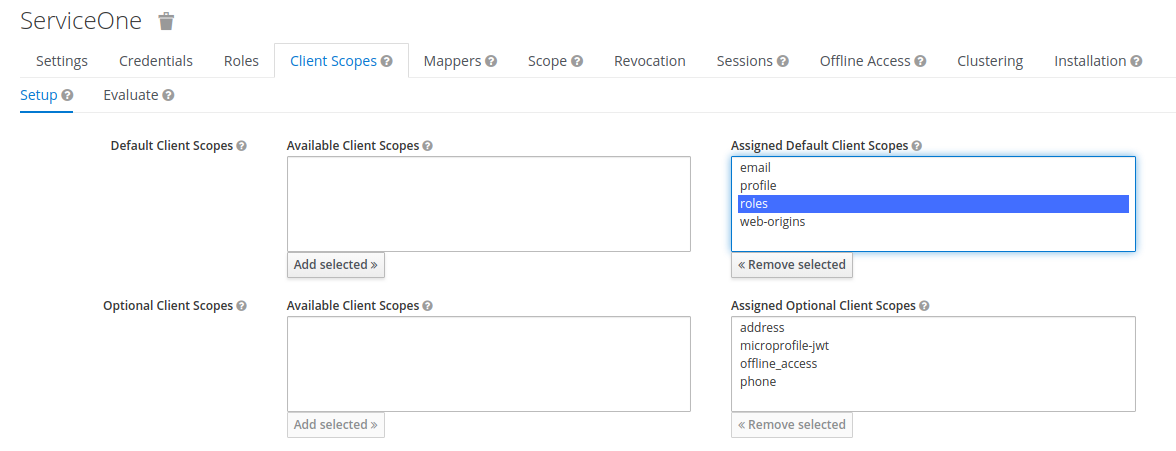 ServiceOne
Settings Credentials Roles Client Scopes Mappers Scope Revocation Sessions Offline Access Clustering Installation
Setup Evaluate
Default Client Scopes Available Client Scopes Assigned Default Client Scopes
email
profile
roles
web-origins
Add selected » « Remove selected
Optional Client Scopes Available Client Scopes Assigned Optional Client Scopes
address
microprofile-jwt
offline_access
phone
Add selected » « Remove selected